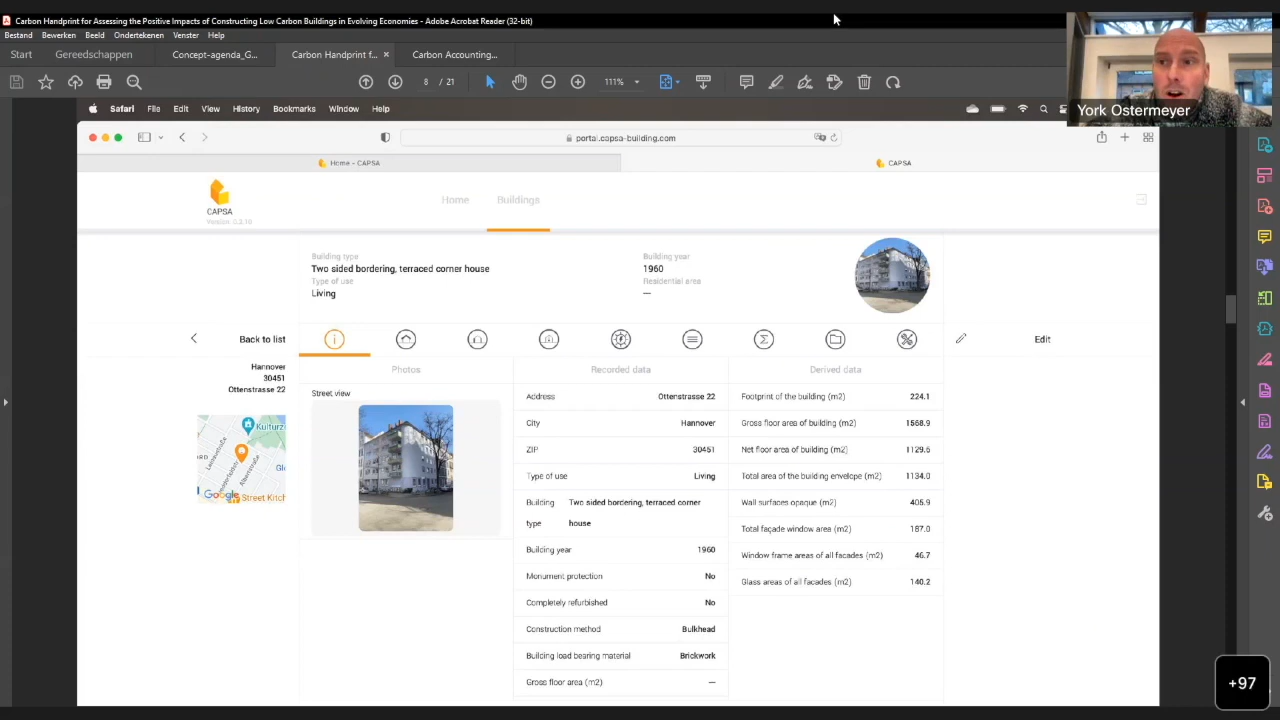 Carbon Handprint for Assessing the Positive Impacts of Constructing Low Carbon Buildings in Evolving Economies - Adobe Acrobat Reader (32-bit)
Bestand Bewerken Beeld Ondertekenen Venster Help
Start Gereedschappen Concept-agenda_G... Carbon Handprint f... × Carbon Accounting...
8 / 21 111%
York Ostermeyer
Safari File Edit View History Bookmarks Window Help
portal.capsa-building.com
Home - CAPSA CAPSA
CAPSA
Home Buildings
Building type
Two sided bordering, terraced corner house
Type of use
Living
Building year
1960
Residential area
—
Back to list
Edit
Hannover
30451
Ottenstrasse 22
Kulturz
Google
Street Kitch
Photos
Street view
Recorded data
Address Ottenstrasse 22
City Hannover
ZIP 30451
Type of use Living
Building type Two sided bordering, terraced corner house
Building year 1960
Monument protection No
Completely refurbished No
Construction method Bulkhead
Building load bearing material Brickwork
Gross floor area (m2) —
Derived data
Footprint of the building (m2) 224.1
Gross floor area of building (m2) 1568.9
Net floor area of building (m2) 1129.6
Total area of the building envelope (m2) 1134.0
Wall surfaces opaque (m2) 405.9
Total façade window area (m2) 187.0
Window frame areas of all facades (m2) 46.7
Glass areas of all facades (m2) 140.2
+97